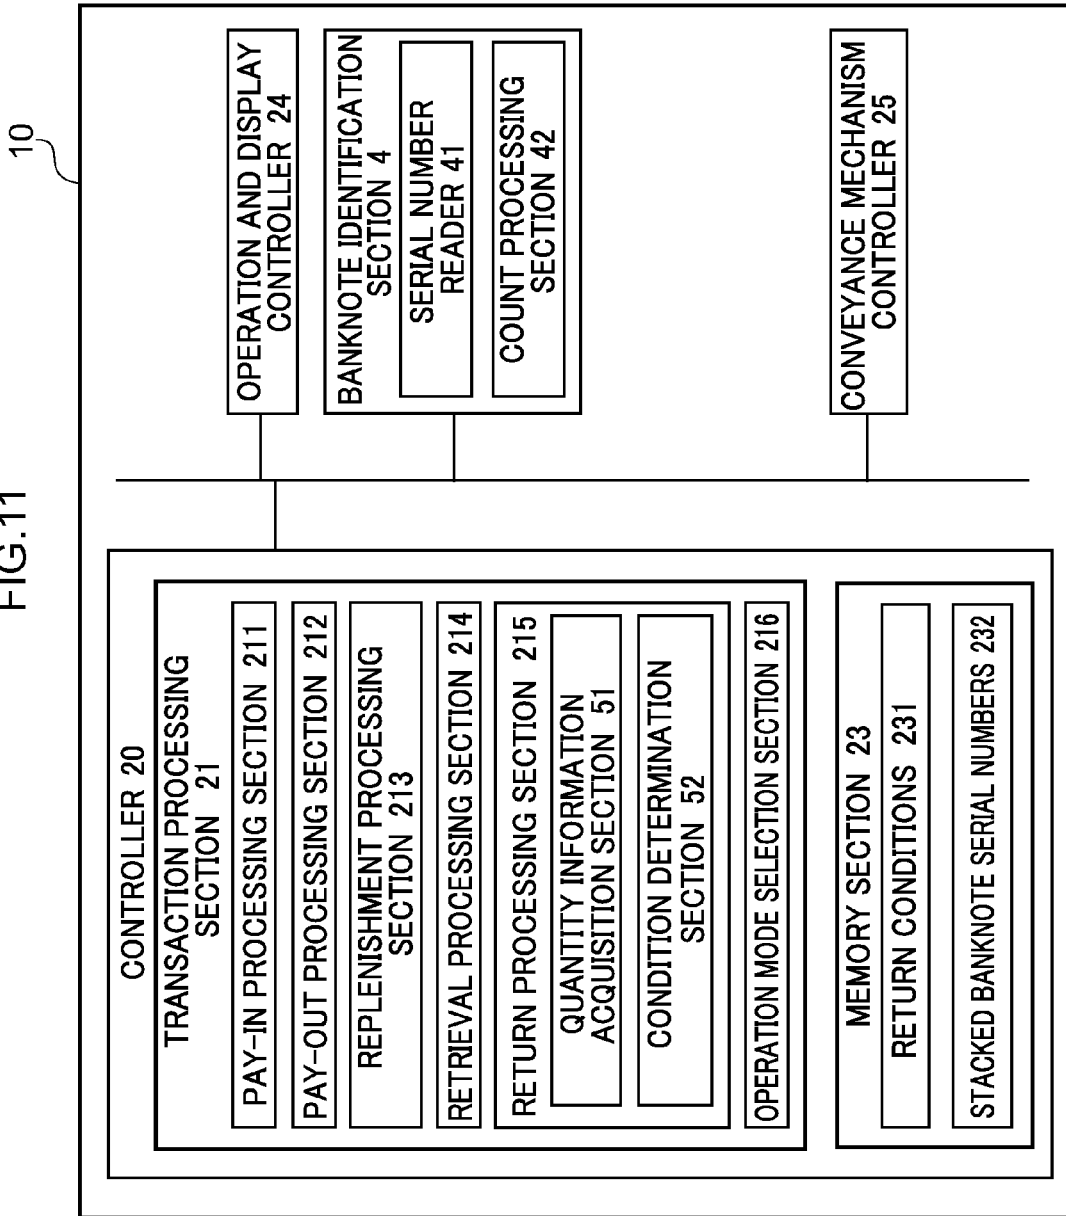 FIG.11
10
CONTROLLER 20
TRANSACTION PROCESSING
SECTION 21
PAY-IN PROCESSING SECTION 211
PAY-OUT PROCESSING SECTION 212
REPLENISHMENT PROCESSING
SECTION 213
RETRIEVAL PROCESSING SECTION 214
RETURN PROCESSING SECTION 215
QUANTITY INFORMATION
ACQUISITION SECTION 51
CONDITION DETERMINATION
SECTION 52
OPERATION MODE SELECTION SECTION 216
MEMORY SECTION 23
RETURN CONDITIONS 231
STACKED BANKNOTE SERIAL NUMBERS 232
OPERATION AND DISPLAY
CONTROLLER 24
BANKNOTE IDENTIFICATION
SECTION 4
SERIAL NUMBER
READER 41
COUNT PROCESSING
SECTION 42
CONVEYANCE MECHANISM
CONTROLLER 25